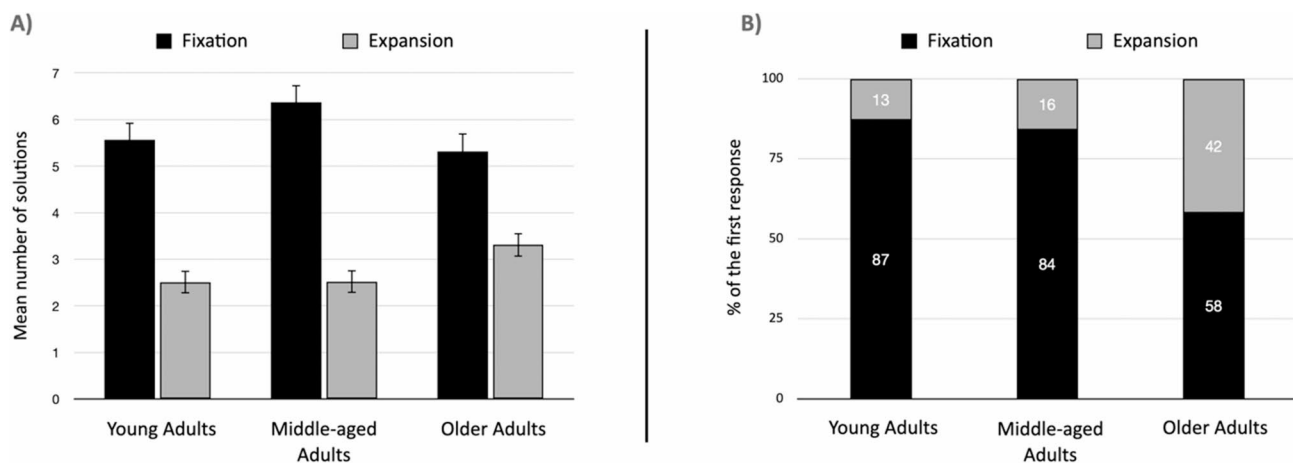 A)
Fixation Expansion
Mean number of solutions
7
6
5
4
3
2
1
0
Young Adults Middle-aged Older Adults
Adults
B)
Fixation Expansion
% of the first response
100
75
50
25
0
13 16 42
87 84 58
Young Adults Middle-aged Older Adults
Adults